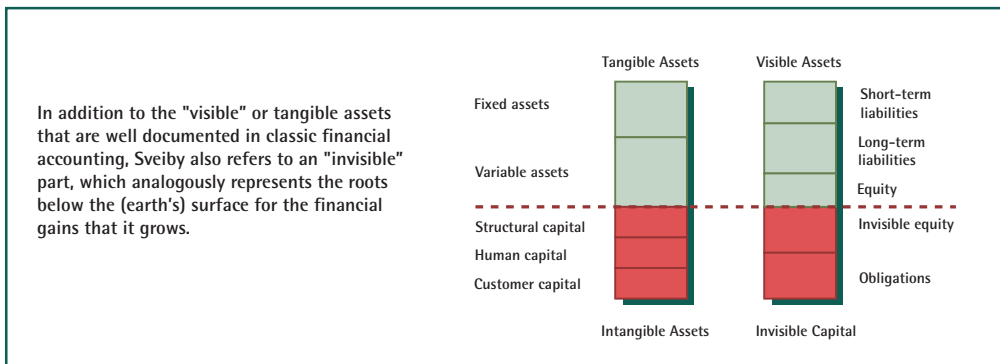 In addition to the "visible" or tangible assets
that are well documented in classic financial
accounting, Sveiby also refers to an "invisible"
part, which analogously represents the roots
below the (earth's) surface for the financial
gains that it grows.
Tangible Assets
Visible Assets
Fixed assets
Variable assets
Structural capital
Human capital
Customer capital
Short-term
liabilities
Long-term
liabilities
Equity
Invisible equity
Obligations
Intangible Assets
Invisible Capital